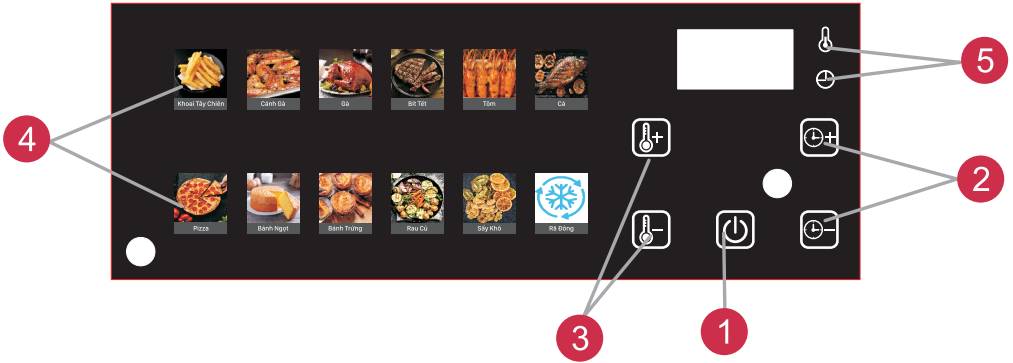 Khoai Tây Chiên
Cánh Gà
Gà
Bít Tết
Tôm
Cá
5
4
2
Pizza
Bánh Ngọt
Bánh Trứng
Rau Củ
Sấy Khô
Rã Đông
3
1